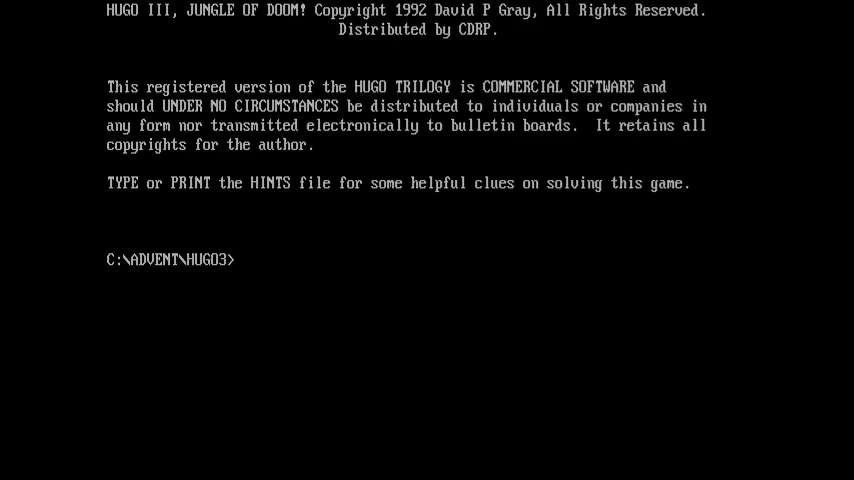 HUGO III, JUNGLE OF DOOM! Copyright 1992 David P Gray, All Rights Reserved.
Distributed by CDRP.
This registered version of the HUGO TRILOGY is COMMERCIAL SOFTWARE and
should UNDER NO CIRCUMSTANCES be distributed to individuals or companies in
any form nor transmitted electronically to bulletin boards.  It retains all
copyrights for the author.
TYPE or PRINT the HINTS file for some helpful clues on solving this game.
C:\ADVENT\HUGO3>